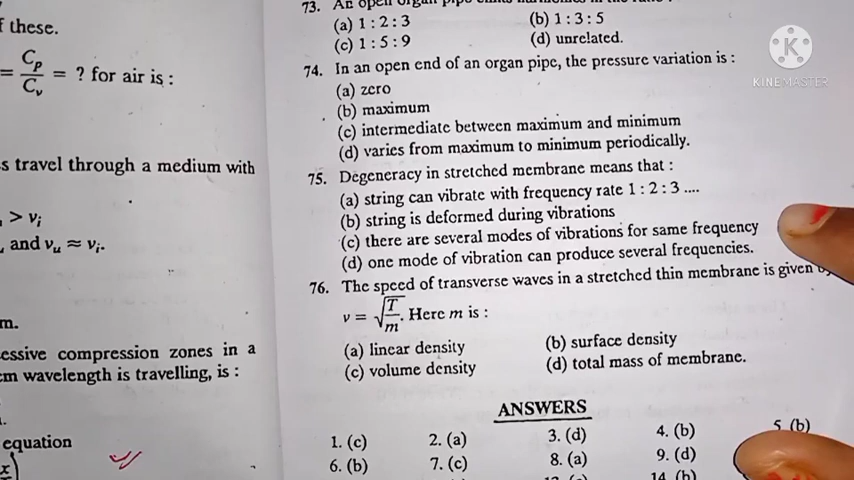 f these.
= Cp/Cv = ? for air is :
s travel through a medium with
> vi
and vu ≈ vi.
m.
essive compression zones in a
em wavelength is travelling, is :
equation
x
73. An open organ pipe emits harmonics in the
(a) 1 : 2 : 3 (b) 1 : 3 : 5
(c) 1 : 5 : 9 (d) unrelated.
74. In an open end of an organ pipe, the pressure variation is :
(a) zero
(b) maximum
(c) intermediate between maximum and minimum
(d) varies from maximum to minimum periodically.
75. Degeneracy in stretched membrane means that :
(a) string can vibrate with frequency rate 1 : 2 : 3 ....
(b) string is deformed during vibrations
(c) there are several modes of vibrations for same frequency
(d) one mode of vibration can produce several frequencies.
76. The speed of transverse waves in a stretched thin membrane is given
v = √T/m. Here m is :
(a) linear density (b) surface density
(c) volume density (d) total mass of membrane.
ANSWERS
1. (c) 2. (a) 3. (d) 4. (b) 5. (b)
6. (b) 7. (c) 8. (a) 9. (d)
14. (b)
KINEMASTER